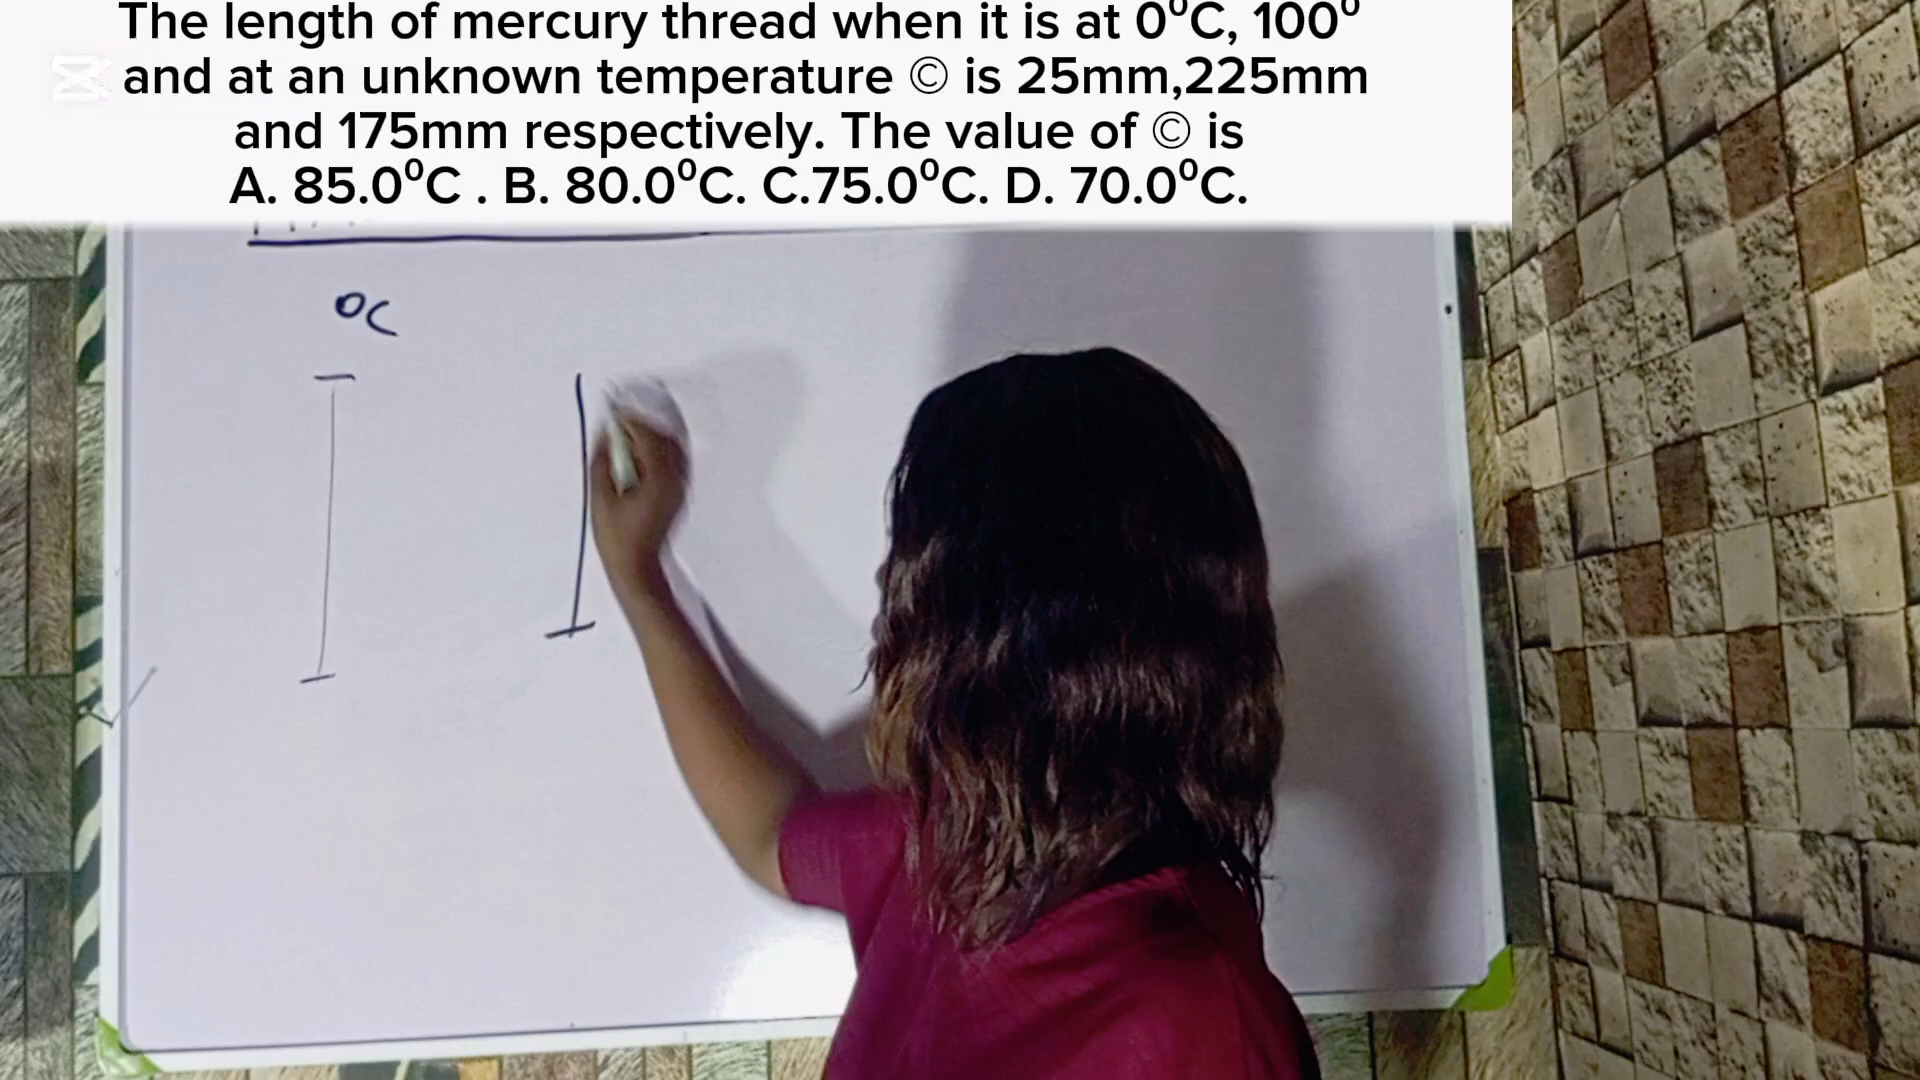 The length of mercury thread when it is at 0⁰C, 100⁰
and at an unknown temperature © is 25mm,225mm
and 175mm respectively. The value of © is
A. 85.0⁰C . B. 80.0⁰C. C.75.0⁰C. D. 70.0⁰C.
⁰C